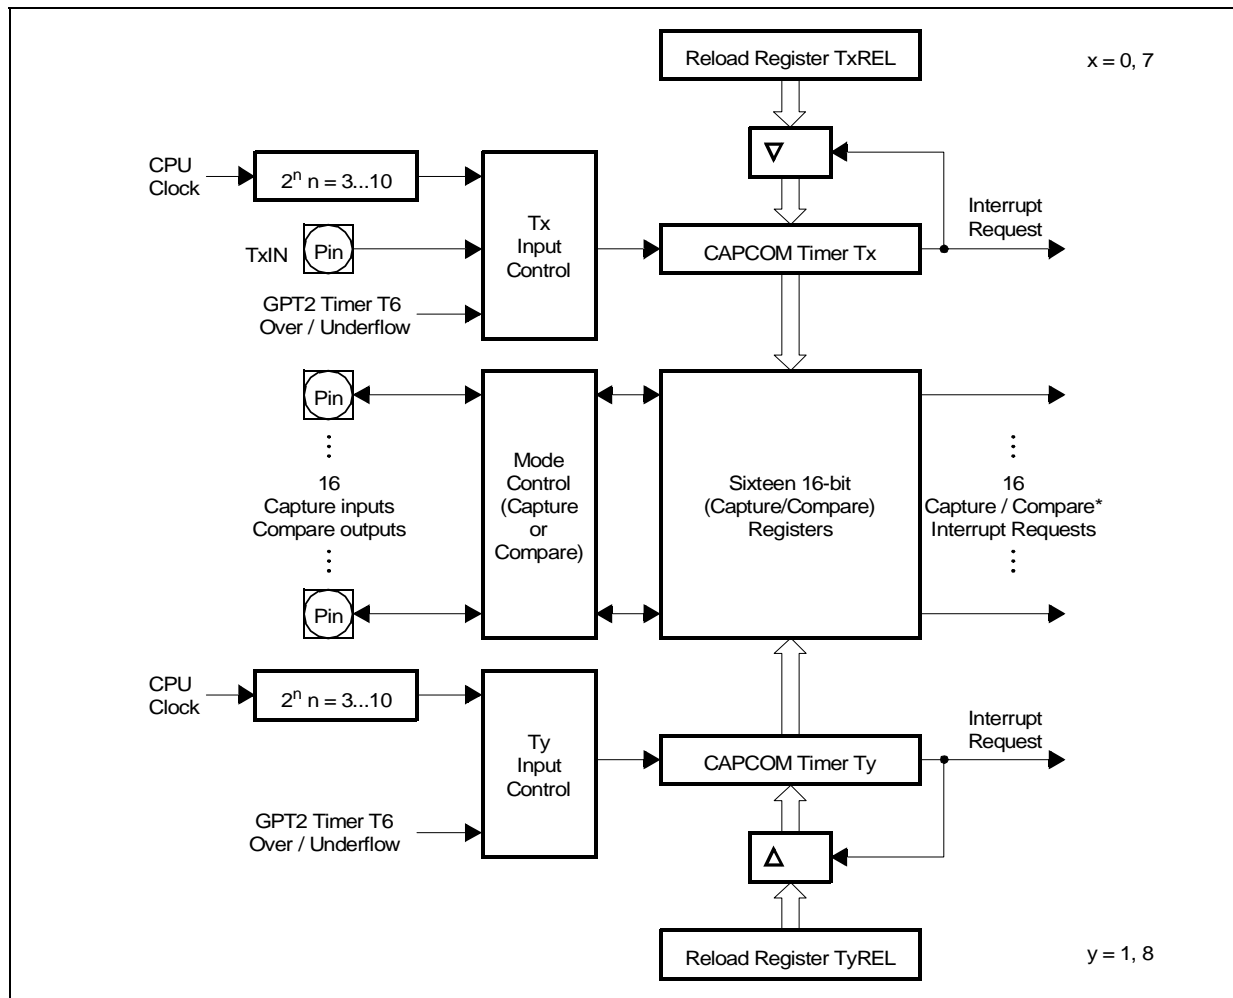 Reload Register TxREL
x = 0, 7
CPU
Clock
2ⁿ n = 3...10
Tx
Input
Control
TxIN
Pin
CAPCOM Timer Tx
Interrupt
Request
GPT2 Timer T6
Over / Underflow
Pin
16
Capture inputs
Compare outputs
Pin
Mode
Control
(Capture
or
Compare)
Sixteen 16-bit
(Capture/Compare)
Registers
16
Capture / Compare*
Interrupt Requests
CPU
Clock
2ⁿ n = 3...10
Ty
Input
Control
CAPCOM Timer Ty
Interrupt
Request
GPT2 Timer T6
Over / Underflow
Reload Register TyREL
y = 1, 8